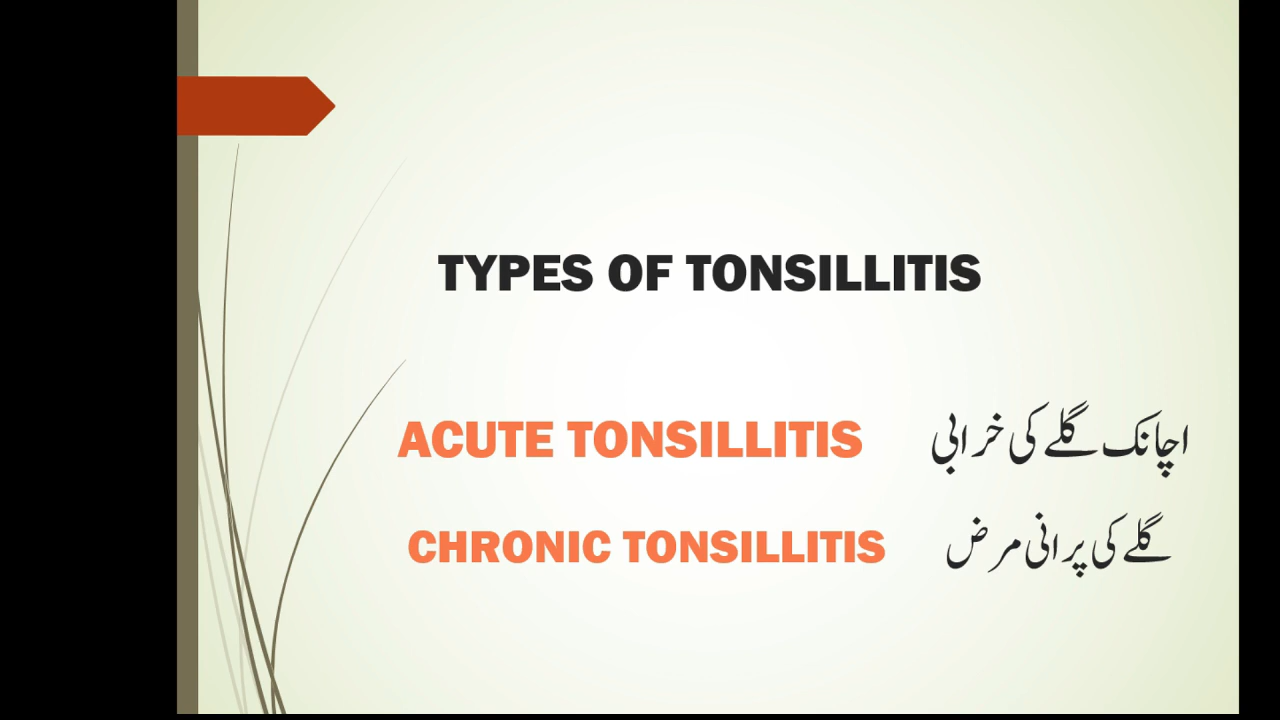 TYPES OF TONSILLITIS
ACUTE TONSILLITIS اچانک گلے کی خرابی
CHRONIC TONSILLITIS گلے کی پرانی مرض